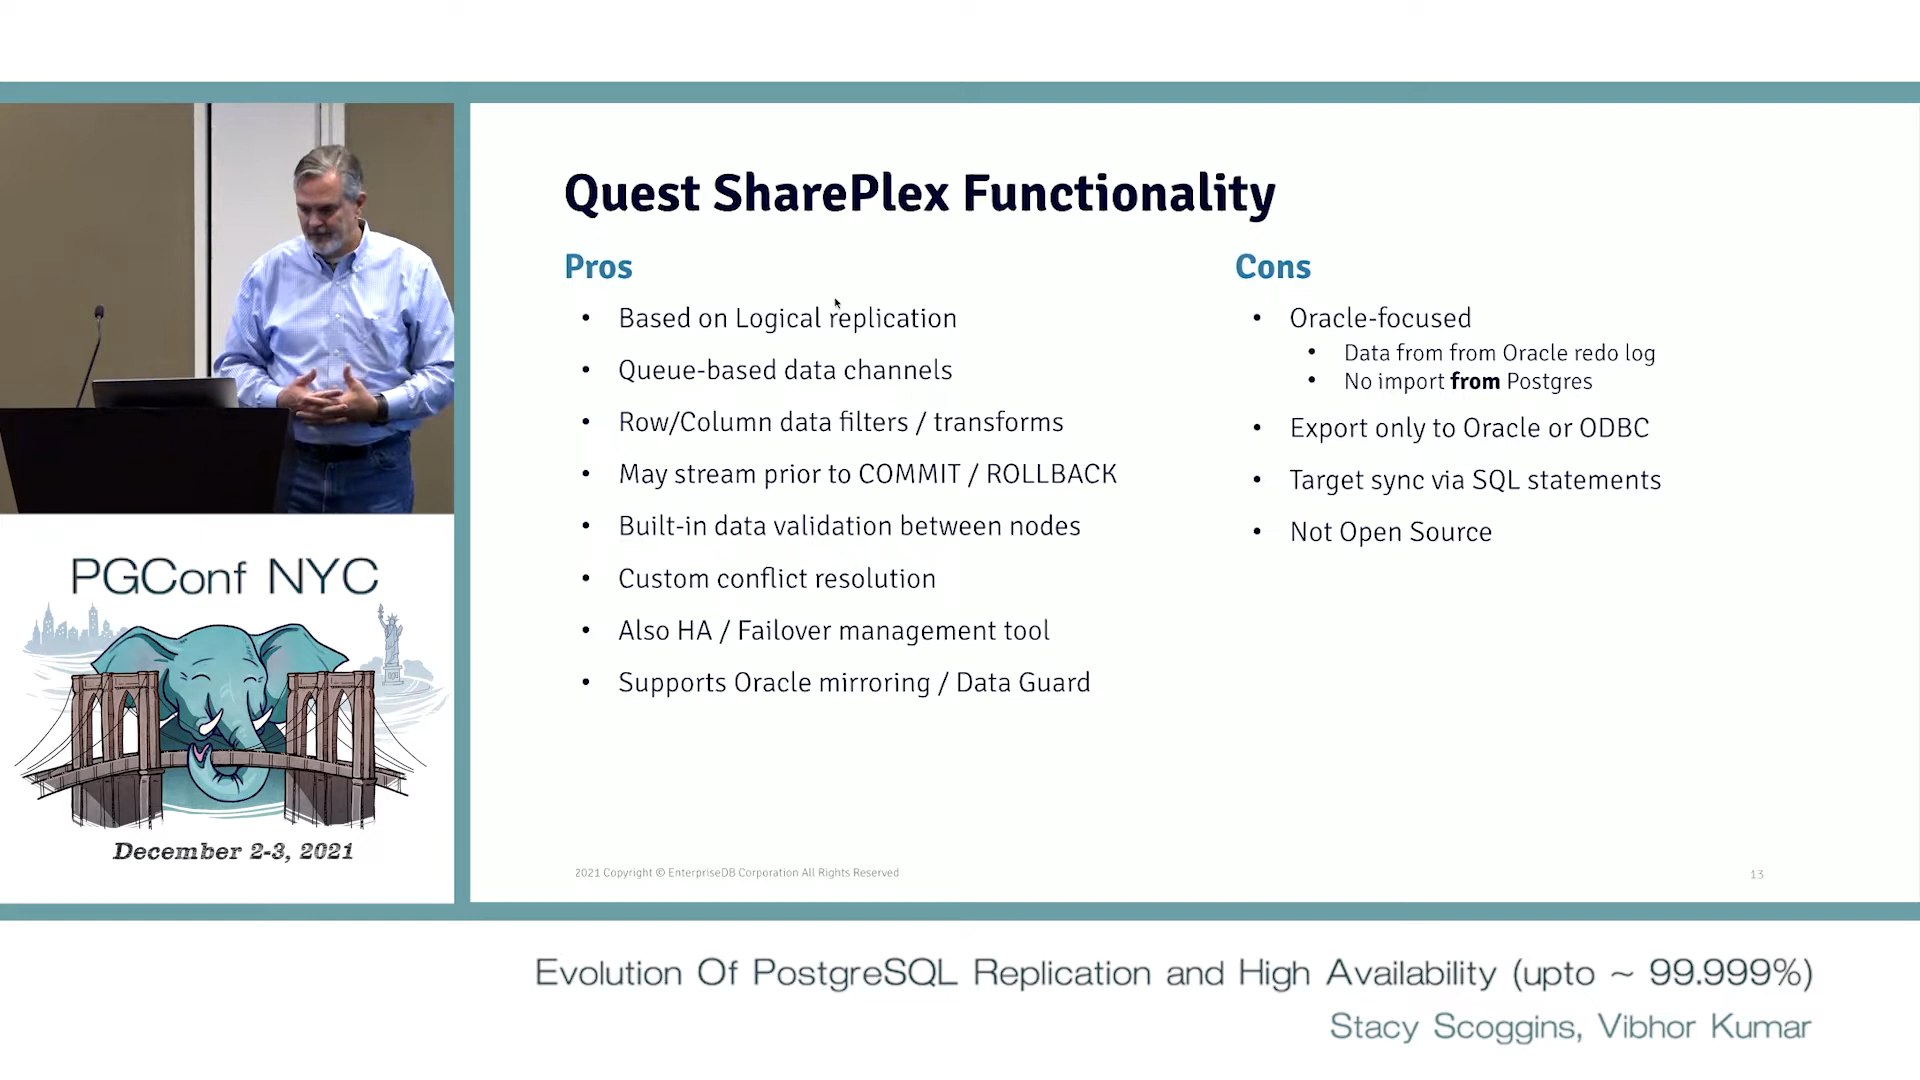 Quest SharePlex Functionality
Pros
• Based on Logical replication
• Queue-based data channels
• Row/Column data filters / transforms
• May stream prior to COMMIT / ROLLBACK
• Built-in data validation between nodes
• Custom conflict resolution
• Also HA / Failover management tool
• Supports Oracle mirroring / Data Guard
Cons
• Oracle-focused
• Data from from Oracle redo log
• No import from Postgres
• Export only to Oracle or ODBC
• Target sync via SQL statements
• Not Open Source
2021 Copyright © EnterpriseDB Corporation All Rights Reserved
13
PGConf NYC
December 2-3, 2021
Evolution Of PostgreSQL Replication and High Availability (upto ~ 99.999%)
Stacy Scoggins, Vibhor Kumar